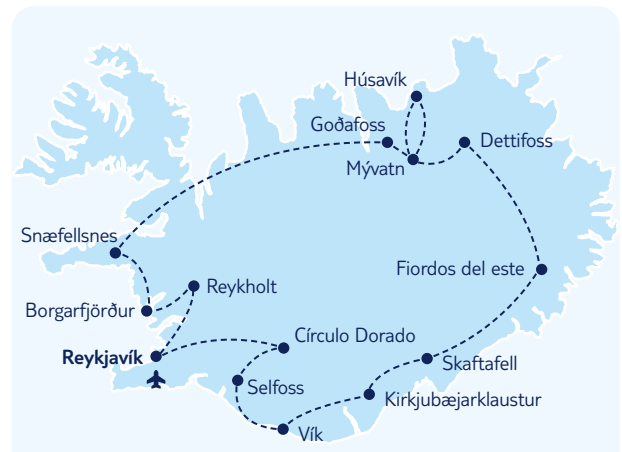 Húsavík
Goðafoss
Dettifoss
Mývatn
Snæfellsnes
Fiordos del este
Reykholt
Borgarfjörður
Círculo Dorado
Reykjavík
Skaftafell
Selfoss
Kirkjubæjarklaustur
Vík